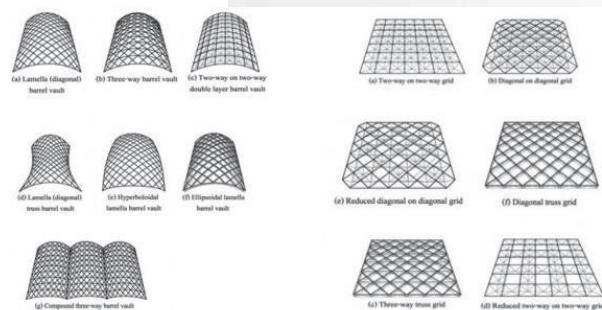 (a) Lamella (diagonal)
barrel vault
(b) Three-way barrel vault
(c) Two-way on two-way
double layer barrel vault
(d) Lamella (diagonal)
truss barrel vault
(e) Hyperboloidal
lamella barrel vault
(f) Ellipsoidal lamella
barrel vault
(g) Compound three-way barrel vault
(a) Two-way on two-way grid
(b) Diagonal on diagonal grid
(e) Reduced diagonal on diagonal grid
(f) Diagonal truss grid
(c) Three-way truss grid
(d) Reduced two-way on two-way grid